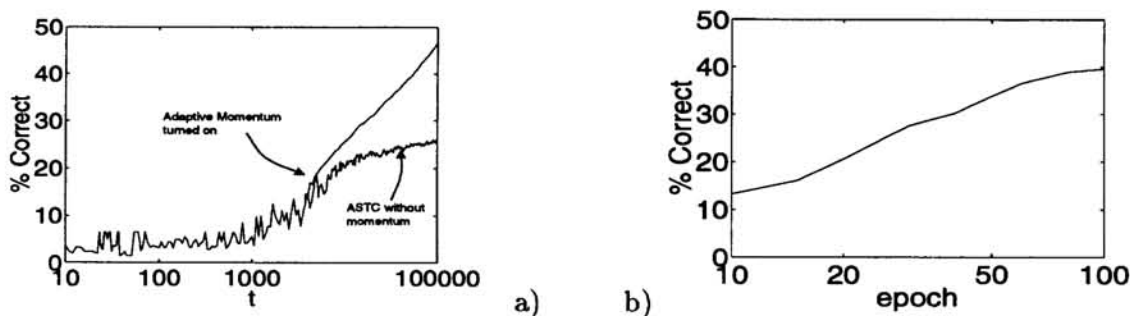 50
40
30
20
10
0
% Correct
Adaptive Momentum
turned on
ASTC without
momentum
10 100 1000 100000
t
a)
50
40
30
20
10
0
% Correct
10 20 50 100
epoch
b)